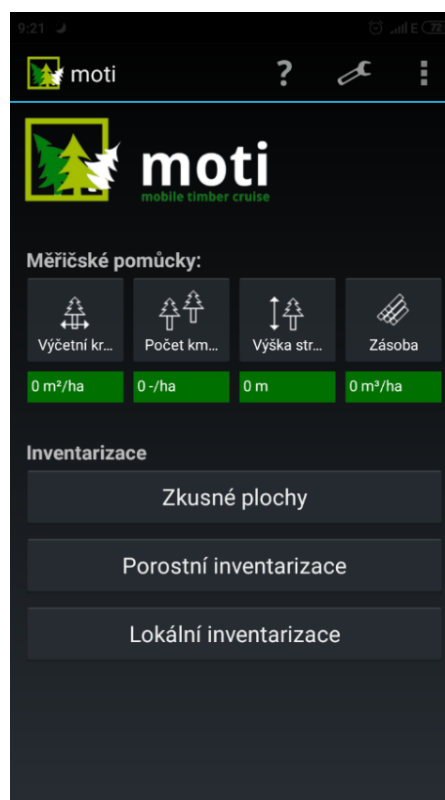 9:21
E 72
moti
?
moti
mobile timber cruise
Měřičské pomůcky:
Výčetní kr... Počet km... Výška str... Zásoba
0 m²/ha 0 -/ha 0 m 0 m³/ha
Inventarizace
Zkusné plochy
Porostní inventarizace
Lokální inventarizace